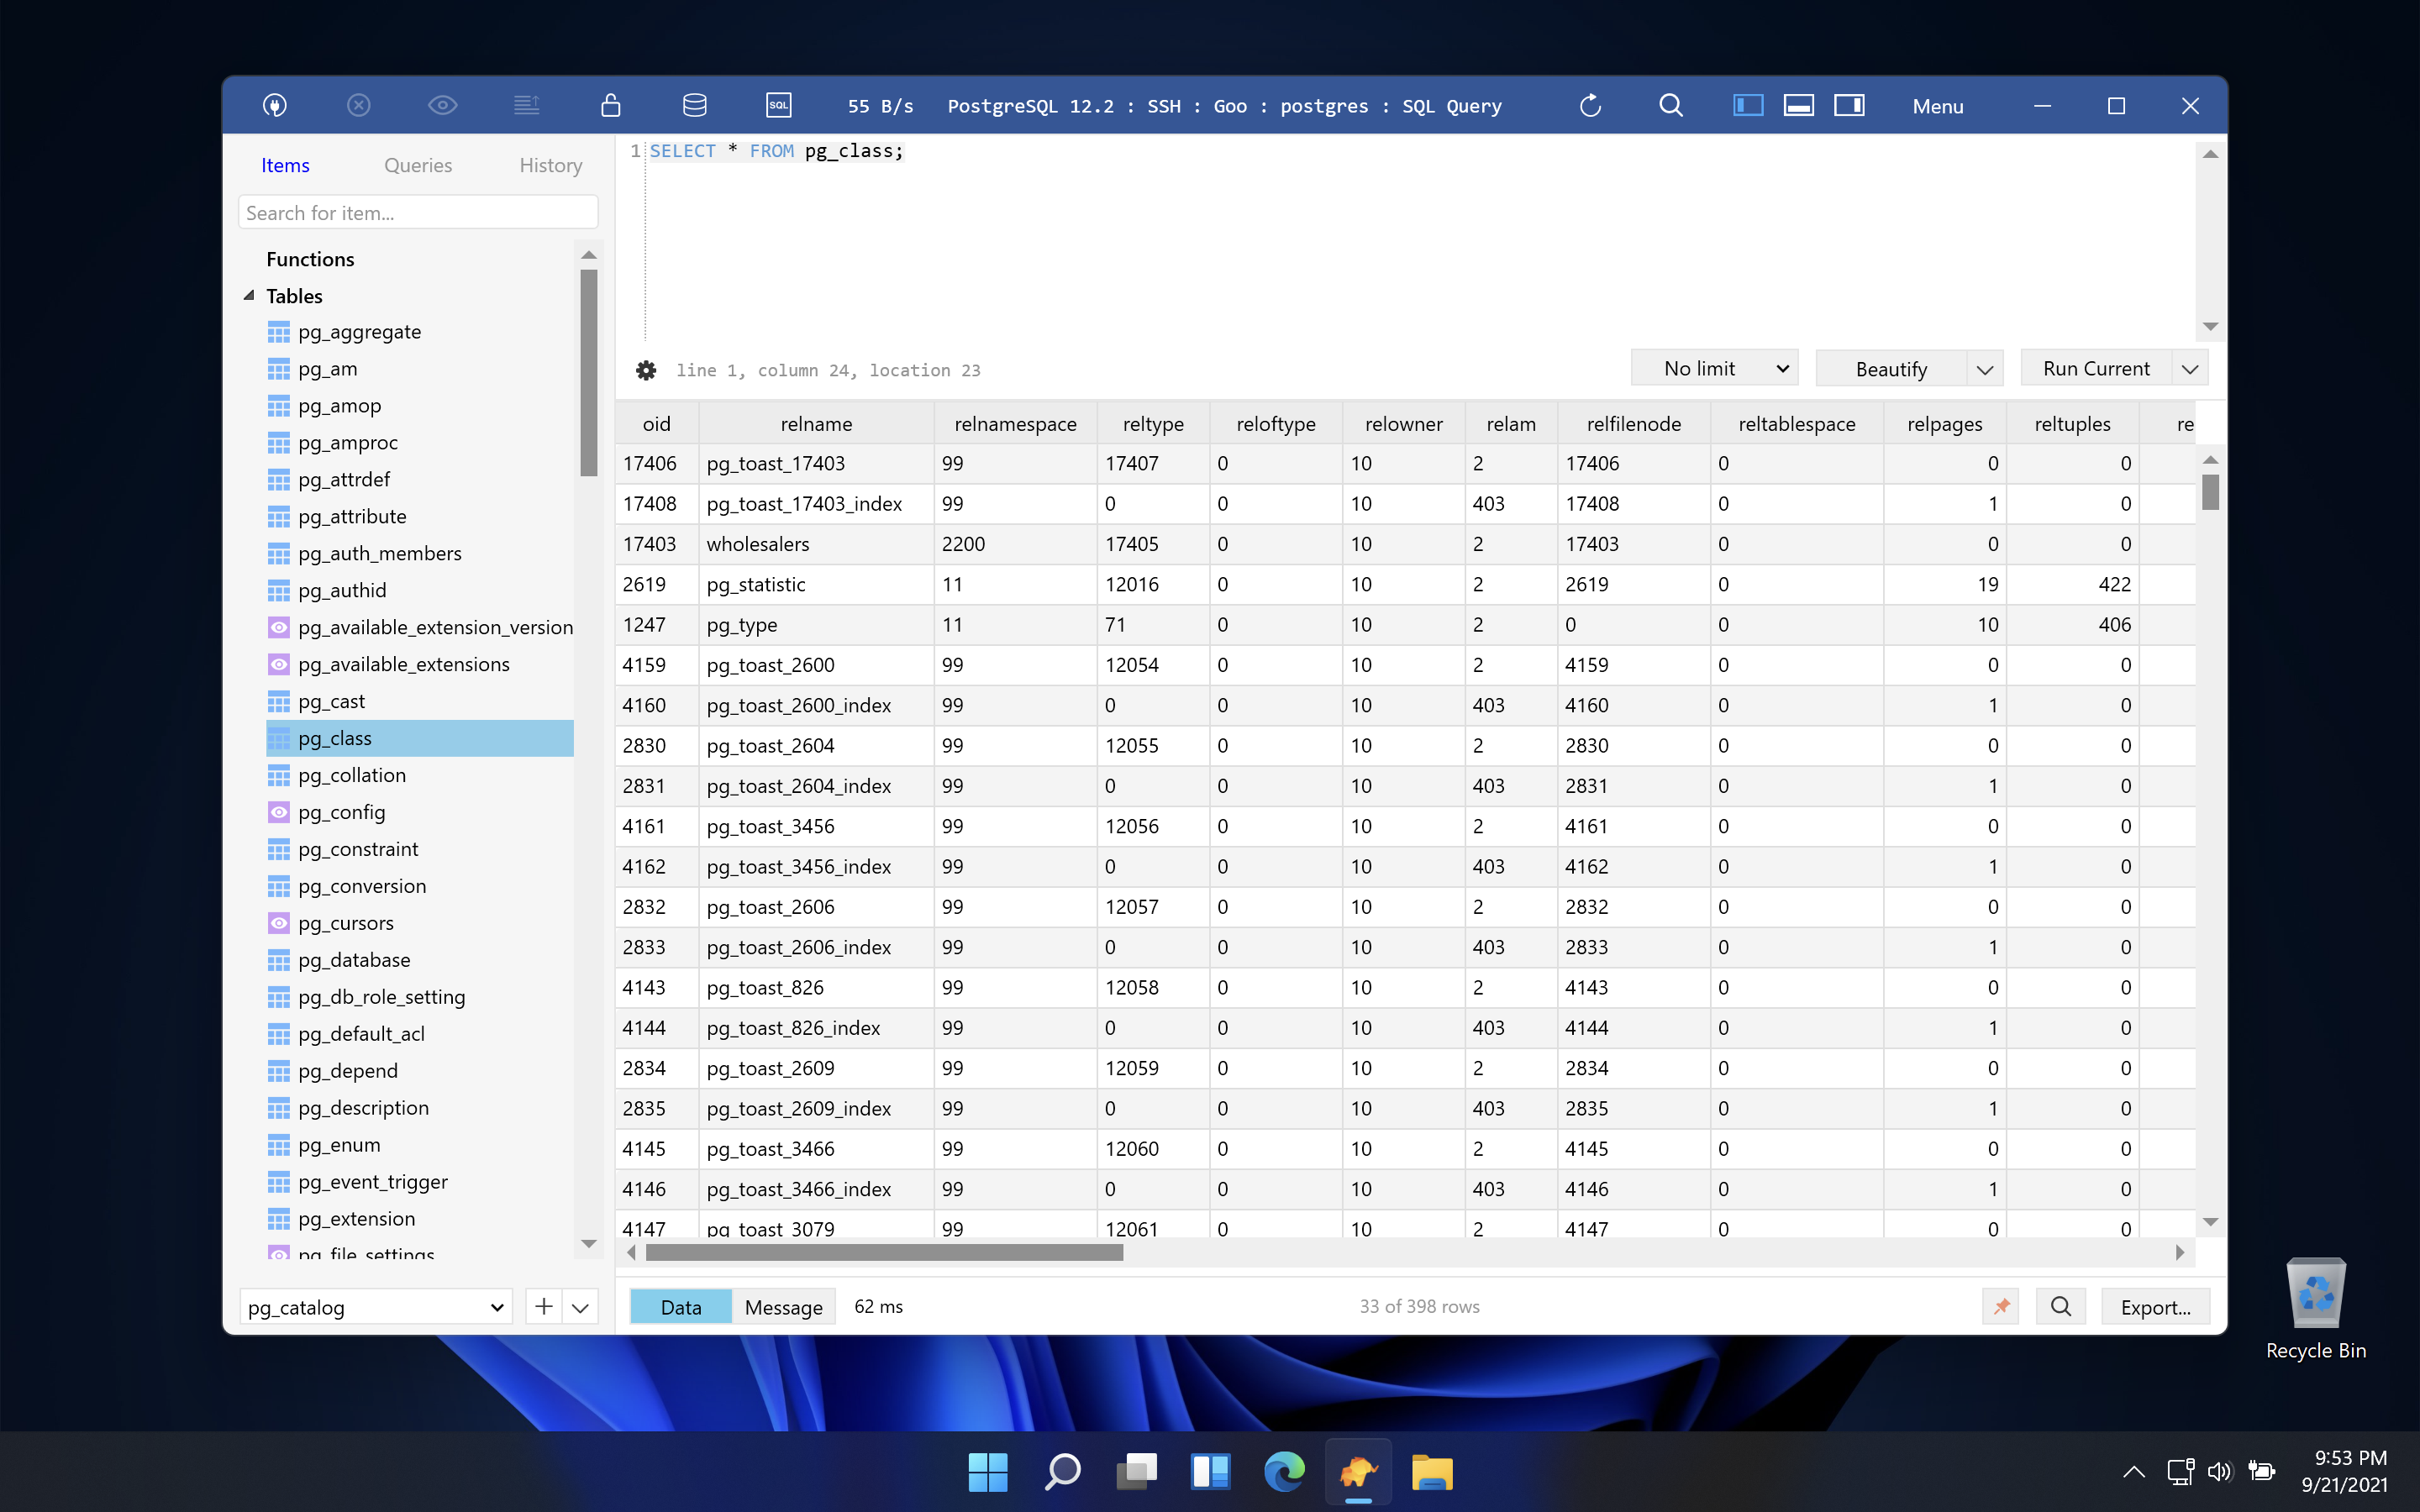 SQL 55 B/s PostgreSQL 12.2 : SSH : Goo : postgres : SQL Query Menu
Items Queries History
Search for item...
Functions
Tables
pg_aggregate
pg_am
pg_amop
pg_amproc
pg_attrdef
pg_attribute
pg_auth_members
pg_authid
pg_available_extension_version
pg_available_extensions
pg_cast
pg_class
pg_collation
pg_config
pg_constraint
pg_conversion
pg_cursors
pg_database
pg_db_role_setting
pg_default_acl
pg_depend
pg_description
pg_enum
pg_event_trigger
pg_extension
pg_file_settings
pg_catalog
1 SELECT * FROM pg_class;
line 1, column 24, location 23 No limit Beautify Run Current
oid relname relnamespace reltype reloftype relowner relam relfilenode reltablespace relpages reltuples re
17406 pg_toast_17403 99 17407 0 10 2 17406 0 0 0
17408 pg_toast_17403_index 99 0 0 10 403 17408 0 1 0
17403 wholesalers 2200 17405 0 10 2 17403 0 0 0
2619 pg_statistic 11 12016 0 10 2 2619 0 19 422
1247 pg_type 11 71 0 10 2 0 0 10 406
4159 pg_toast_2600 99 12054 0 10 2 4159 0 0 0
4160 pg_toast_2600_index 99 0 0 10 403 4160 0 1 0
2830 pg_toast_2604 99 12055 0 10 2 2830 0 0 0
2831 pg_toast_2604_index 99 0 0 10 403 2831 0 1 0
4161 pg_toast_3456 99 12056 0 10 2 4161 0 0 0
4162 pg_toast_3456_index 99 0 0 10 403 4162 0 1 0
2832 pg_toast_2606 99 12057 0 10 2 2832 0 0 0
2833 pg_toast_2606_index 99 0 0 10 403 2833 0 1 0
4143 pg_toast_826 99 12058 0 10 2 4143 0 0 0
4144 pg_toast_826_index 99 0 0 10 403 4144 0 1 0
2834 pg_toast_2609 99 12059 0 10 2 2834 0 0 0
2835 pg_toast_2609_index 99 0 0 10 403 2835 0 1 0
4145 pg_toast_3466 99 12060 0 10 2 4145 0 0 0
4146 pg_toast_3466_index 99 0 0 10 403 4146 0 1 0
4147 pg_toast_3079 99 12061 0 10 2 4147 0 0 0
Data Message 62 ms 33 of 398 rows Export...
Recycle Bin
9:53 PM
9/21/2021